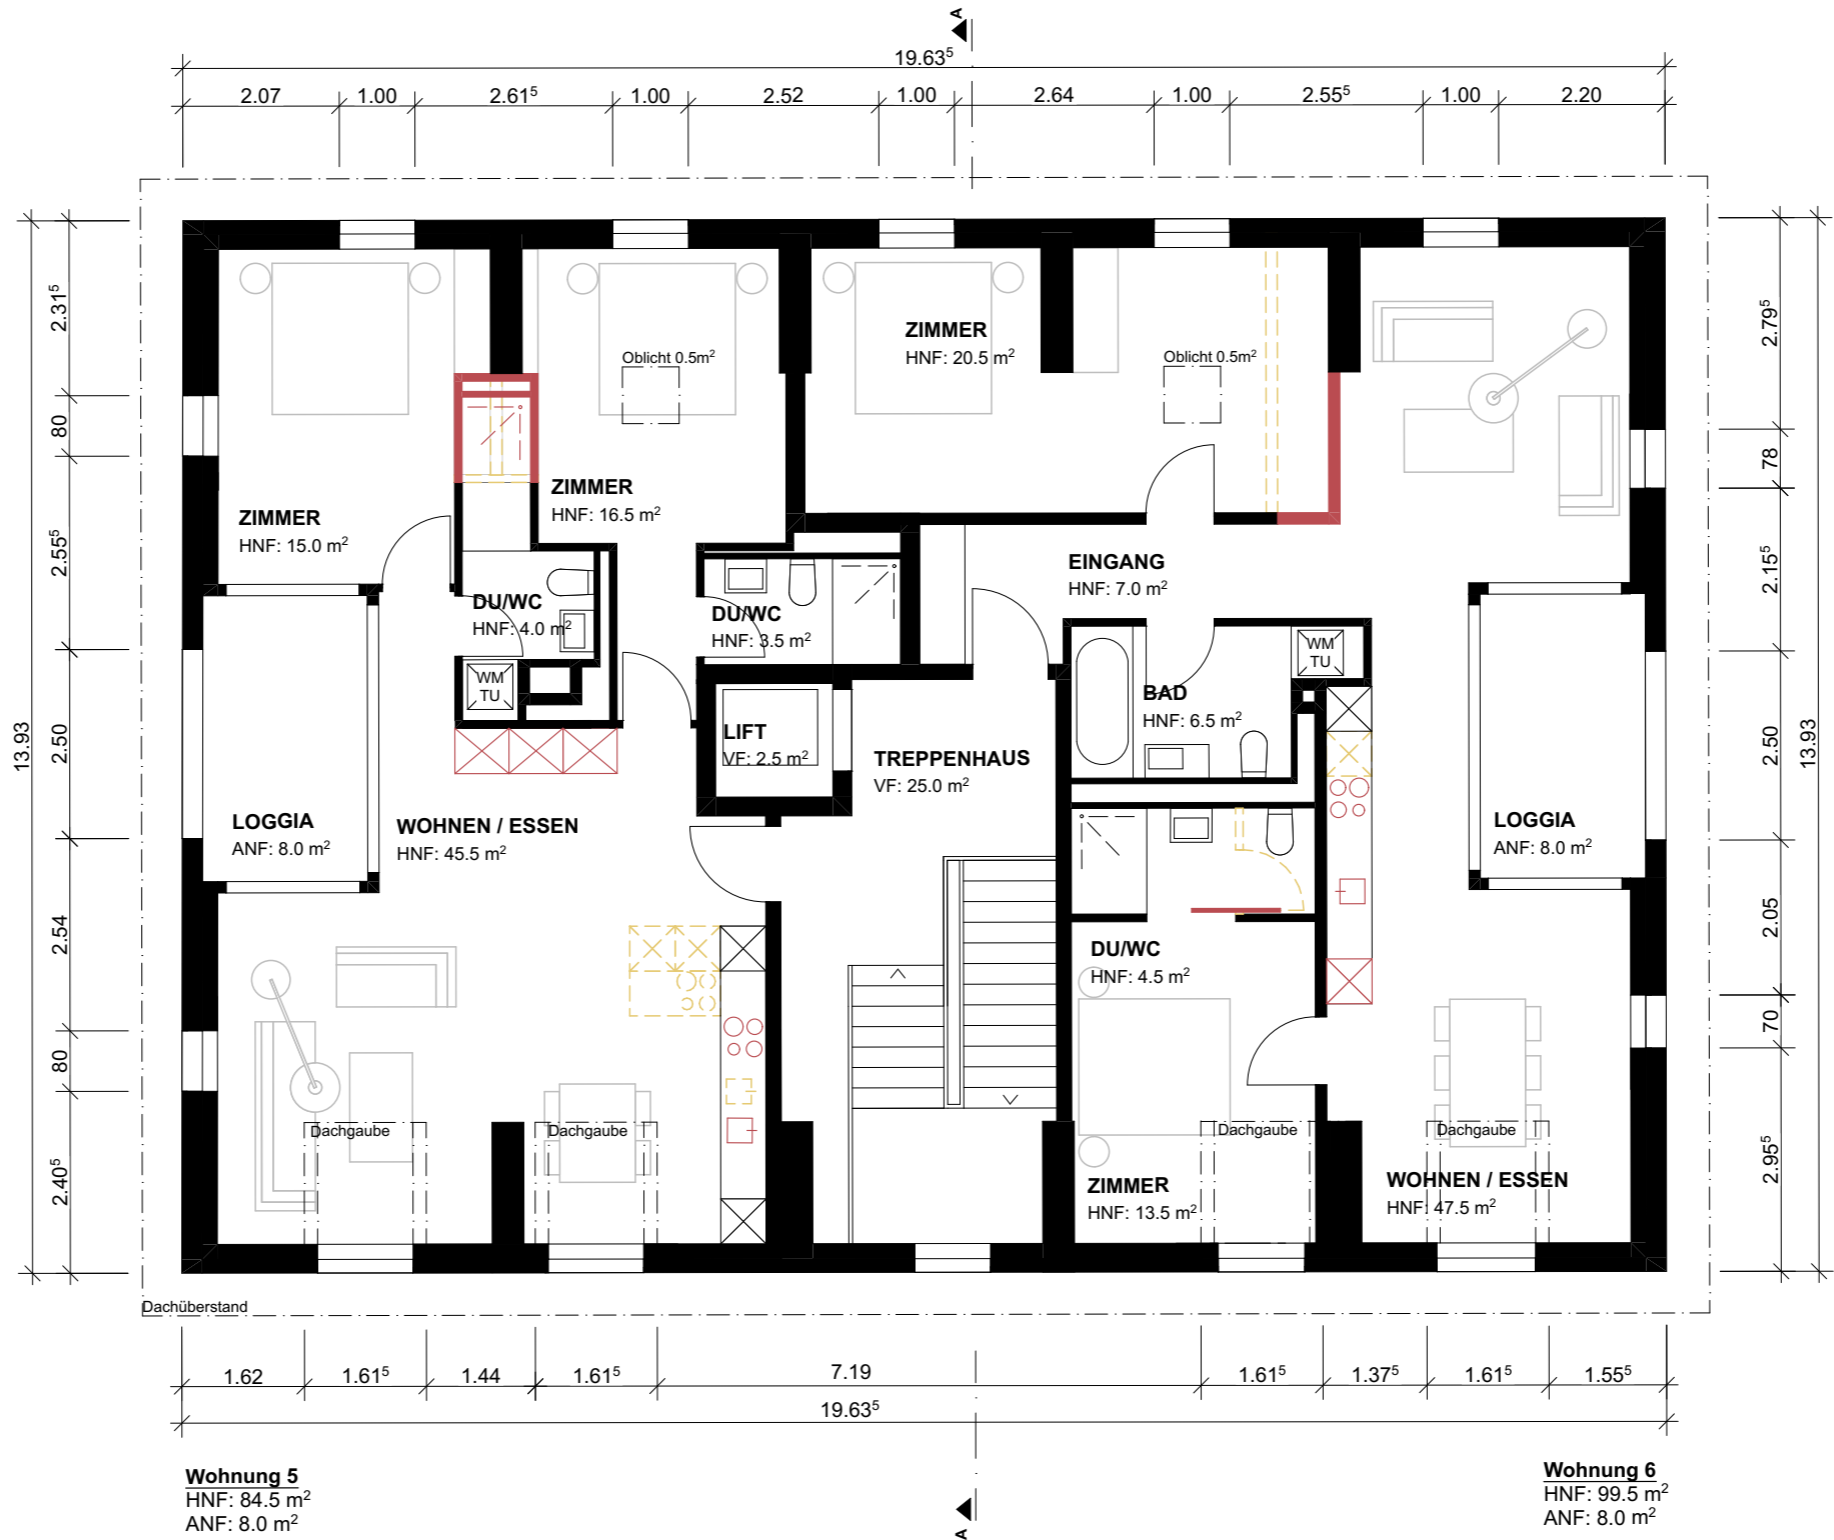 A
19.63⁵
2.07 1.00 2.61⁵ 1.00 2.52 1.00 2.64 1.00 2.55⁵ 1.00 2.20
13.93
2.31⁵
80
2.55⁵
2.50
2.54
80
2.40⁵
ZIMMER
HNF: 15.0 m²
Oblicht 0.5m²
ZIMMER
HNF: 16.5 m²
ZIMMER
HNF: 20.5 m²
Oblicht 0.5m²
EINGANG
HNF: 7.0 m²
DU/WC
HNF: 4.0 m²
DU/WC
HNF: 3.5 m²
WM
TU
WM
TU
BAD
HNF: 6.5 m²
LIFT
VF: 2.5 m²
TREPPENHAUS
VF: 25.0 m²
LOGGIA
ANF: 8.0 m²
WOHNEN / ESSEN
HNF: 45.5 m²
LOGGIA
ANF: 8.0 m²
DU/WC
HNF: 4.5 m²
Dachgaube
Dachgaube
Dachgaube
Dachgaube
ZIMMER
HNF: 13.5 m²
WOHNEN / ESSEN
HNF: 47.5 m²
2.79⁵
78
2.15⁵
2.50
2.05
70
2.95⁵
13.93
Dachüberstand
1.62 1.61⁵ 1.44 1.61⁵ 7.19 1.61⁵ 1.37⁵ 1.61⁵ 1.55⁵
19.63⁵
Wohnung 5
HNF: 84.5 m²
ANF: 8.0 m²
Wohnung 6
HNF: 99.5 m²
ANF: 8.0 m²
A